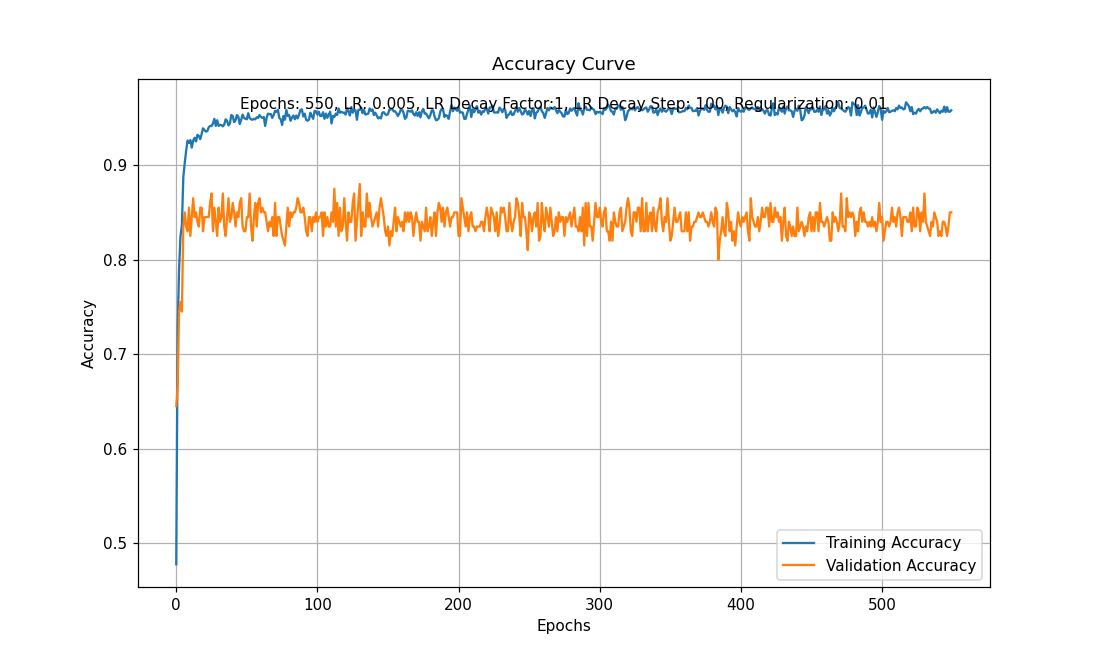 Accuracy Curve
Epochs: 550, LR: 0.005, LR Decay Factor:1, LR Decay Step: 100, Regularization: 0.01
0.9
0.8
0.7
0.6
0.5
Accuracy
Training Accuracy
Validation Accuracy
0 100 200 300 400 500
Epochs